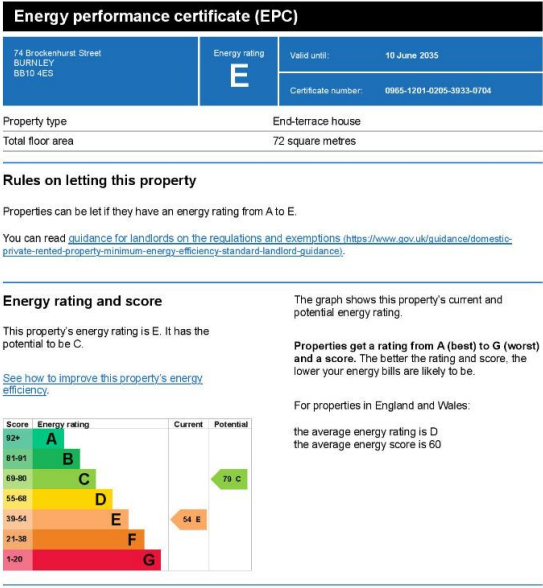 Energy performance certificate (EPC)
74 Brockenhurst Street
BURNLEY
BB10 4ES
Energy rating
E
Valid until:
10 June 2035
Certificate number:
0965-1201-0205-3933-0704
Property type
End-terrace house
Total floor area
72 square metres
Rules on letting this property
Properties can be let if they have an energy rating from A to E.
You can read guidance for landlords on the regulations and exemptions (https://www.gov.uk/guidance/domestic-
private-rented-property-minimum-energy-efficiency-standard-landlord-guidance).
Energy rating and score
This property's energy rating is E. It has the
potential to be C.
See how to improve this property's energy
efficiency.
Score Energy rating Current Potential
92+ A
81-91 B
69-80 C 79 C
55-68 D
39-54 E 54 E
21-38 F
1-20 G
The graph shows this property's current and
potential energy rating.
Properties get a rating from A (best) to G (worst)
and a score. The better the rating and score, the
lower your energy bills are likely to be.
For properties in England and Wales:
the average energy rating is D
the average energy score is 60